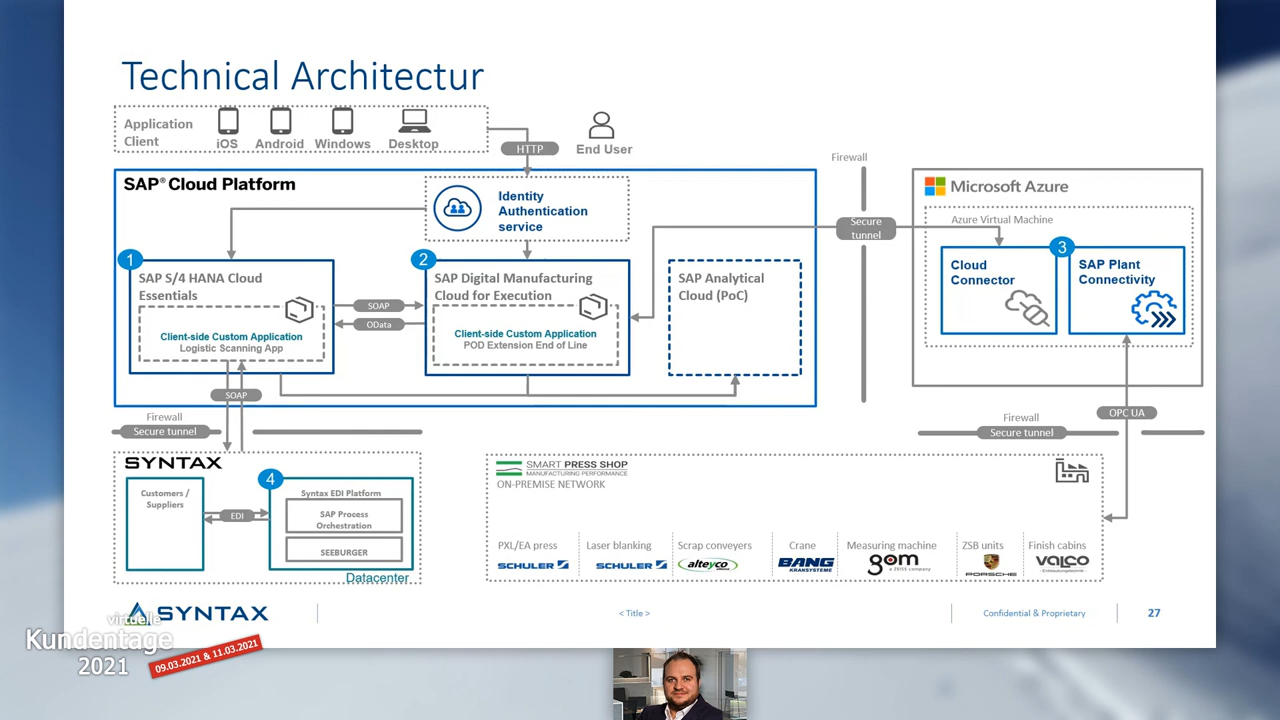 Technical Architectur
Application
Client
iOS
Android
Windows
Desktop
HTTP
End User
SAP® Cloud Platform
Identity
Authentication
service
Firewall
Secure
tunnel
Microsoft Azure
Azure Virtual Machine
1
SAP S/4 HANA Cloud
Essentials
Client-side Custom Application
Logistic Scanning App
SOAP
OData
2
SAP Digital Manufacturing
Cloud for Execution
Client-side Custom Application
POD Extension End of Line
SAP Analytical
Cloud (PoC)
Cloud
Connector
3
SAP Plant
Connectivity
SOAP
Firewall
Secure tunnel
Firewall
Secure tunnel
OPC UA
SYNTAX
Customers /
Suppliers
EDI
4
Syntax EDI Platform
SAP Process
Orchestration
SEEBURGER
Datacenter
SMART PRESS SHOP
MANUFACTURING PERFORMANCE
ON-PREMISE NETWORK
PXL/EA press
SCHULER
Laser blanking
SCHULER
Scrap conveyers
alteyco
Crane
BANG
KRANSYSTEME
Measuring machine
gom
a ZEISS company
ZSB units
PORSCHE
Finish cabins
VALCO
SYNTAX
< Title >
Confidential & Proprietary
27
virtuelle
Kundentage
2021
09.03.2021 & 11.03.2021